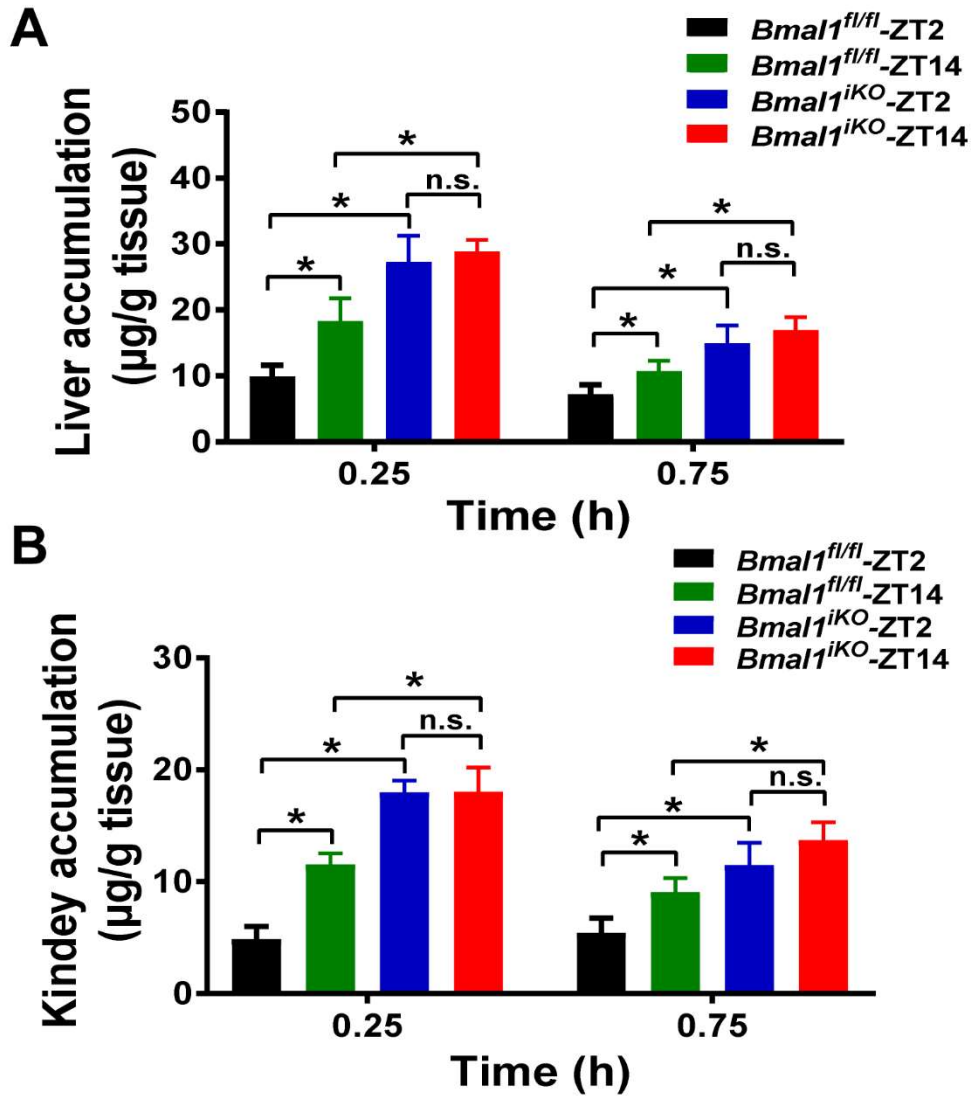 A
Bmal1fl/fl-ZT2
Bmal1fl/fl-ZT14
Bmal1iKO-ZT2
Bmal1iKO-ZT14
Liver accumulation
(µg/g tissue)
50
40
30
20
10
0
*
*
*
n.s.
*
*
*
n.s.
0.25
0.75
Time (h)
B
Bmal1fl/fl-ZT2
Bmal1fl/fl-ZT14
Bmal1iKO-ZT2
Bmal1iKO-ZT14
Kindey accumulation
(µg/g tissue)
30
20
10
0
*
*
*
n.s.
*
*
*
n.s.
0.25
0.75
Time (h)